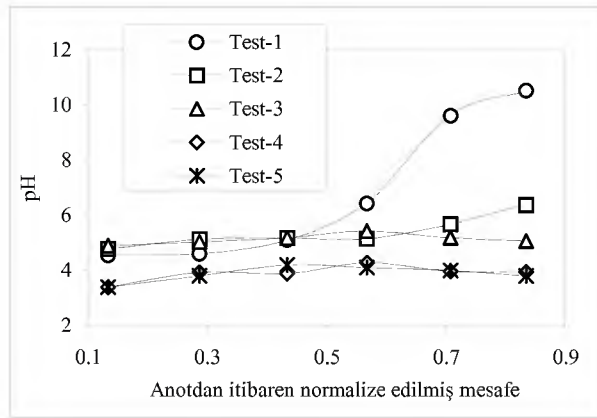 Test-1
Test-2
Test-3
Test-4
Test-5
12
10
8
6
4
2
pH
0.1 0.3 0.5 0.7 0.9
Anotdan itibaren normalize edilmiş mesafe